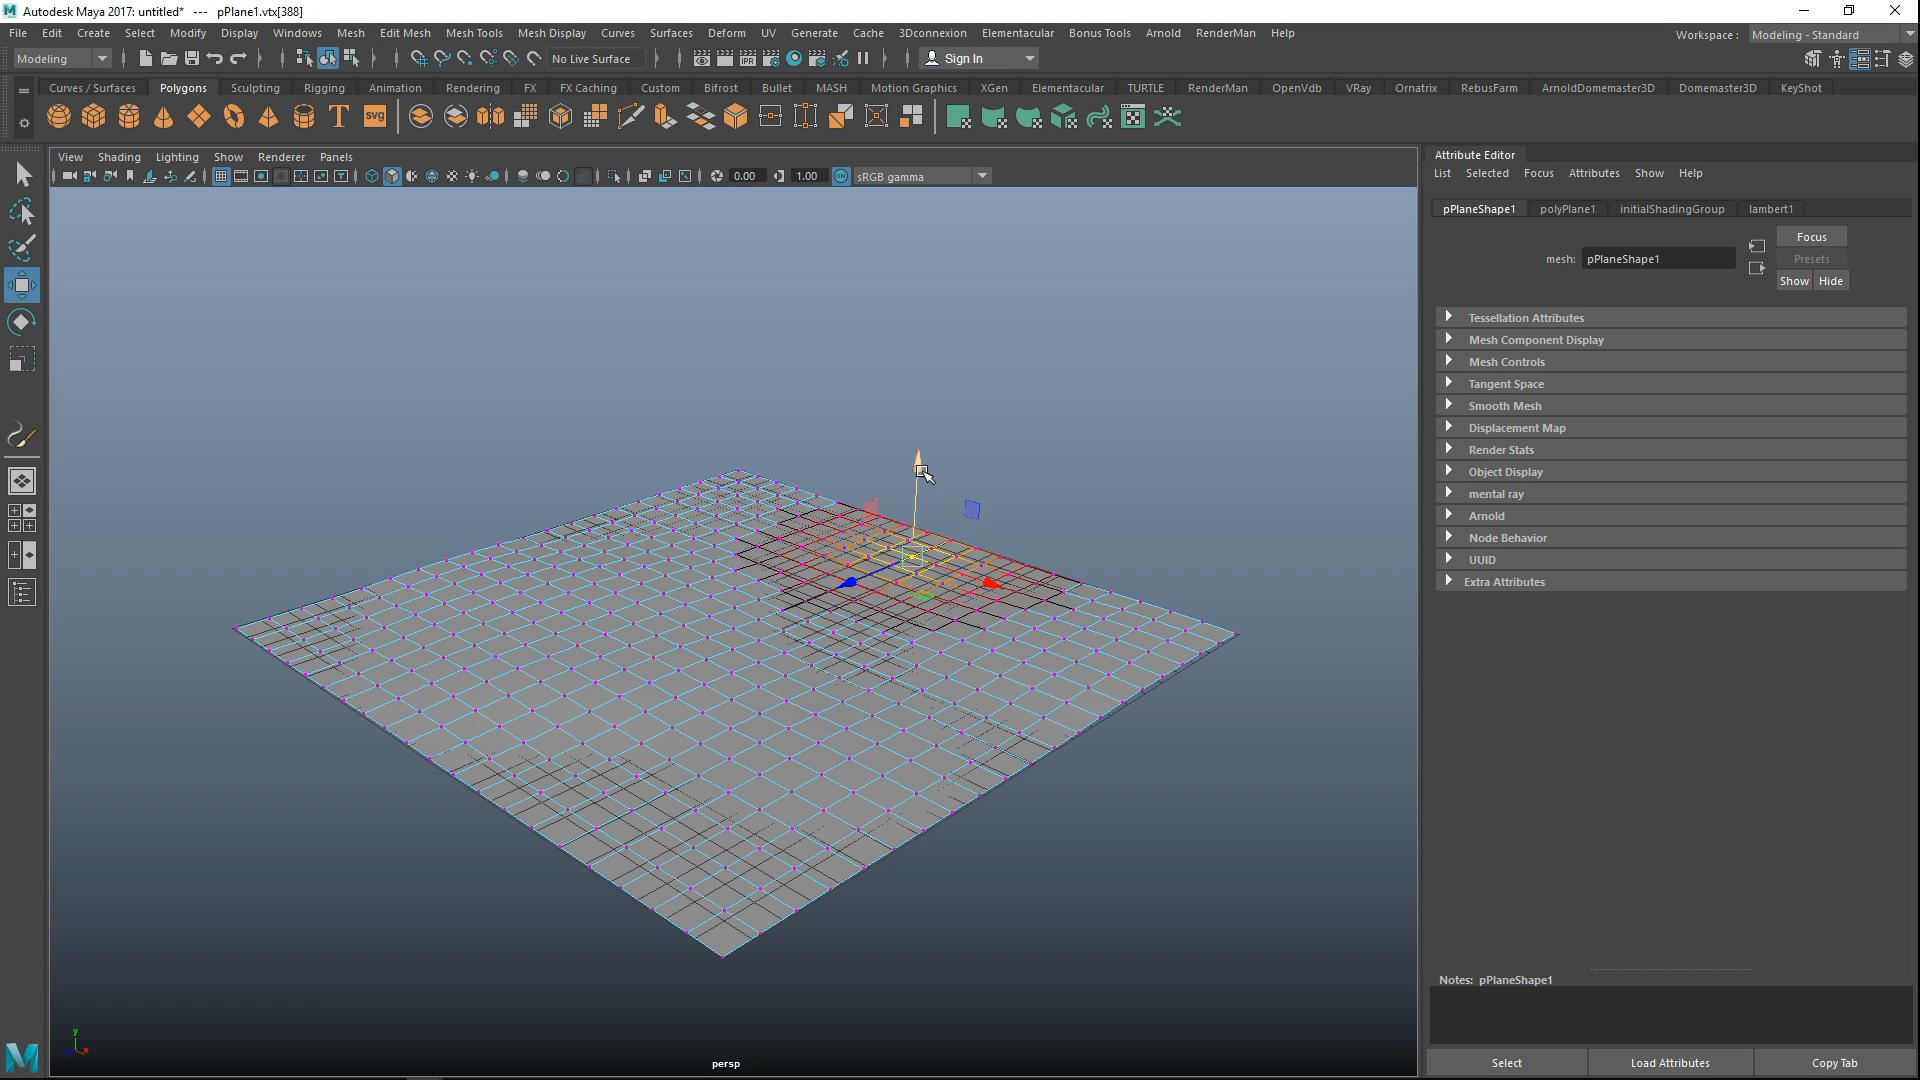 Autodesk Maya 2017: untitled* --- pPlane1.vtx[388]
File Edit Create Select Modify Display Windows Mesh Edit Mesh Mesh Tools Mesh Display Curves Surfaces Deform UV Generate Cache 3Dconnexion Elementacular Bonus Tools Arnold RenderMan Help Workspace : Modeling - Standard
Modeling No Live Surface Sign In
Curves / Surfaces Polygons Sculpting Rigging Animation Rendering FX FX Caching Custom Bifrost Bullet MASH Motion Graphics XGen Elementacular TURTLE RenderMan OpenVdb VRay Ornatrix RebusFarm ArnoldDomemaster3D Domemaster3D KeyShot
T svg
IPR
View Shading Lighting Show Renderer Panels
0.00 1.00 ON sRGB gamma
Attribute Editor
List Selected Focus Attributes Show Help
pPlaneShape1 polyPlane1 initialShadingGroup lambert1
Focus
mesh: pPlaneShape1
Presets
Show Hide
Tessellation Attributes
Mesh Component Display
Mesh Controls
Tangent Space
Smooth Mesh
Displacement Map
Render Stats
Object Display
mental ray
Arnold
Node Behavior
UUID
Extra Attributes
Notes: pPlaneShape1
Select Load Attributes Copy Tab
y
x
persp